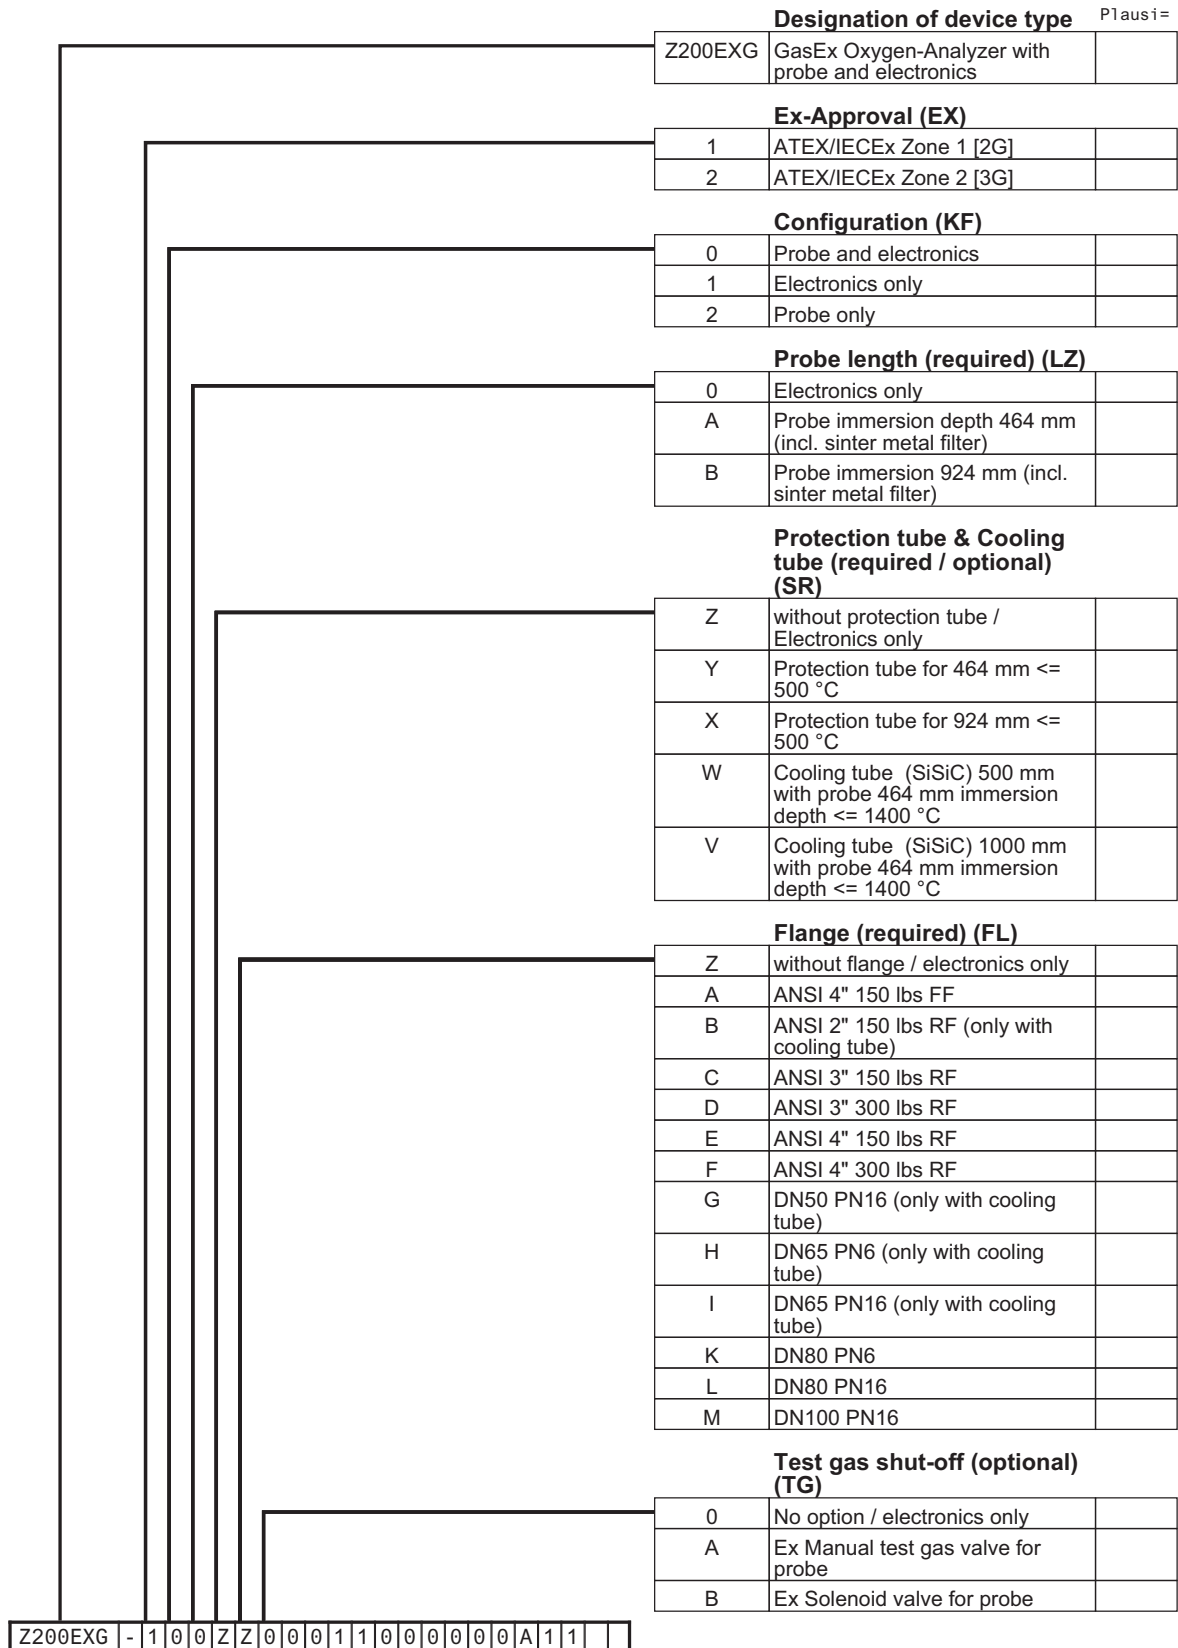 Designation of device type Plausi=
Z200EXG GasEx Oxygen-Analyzer with
probe and electronics
Ex-Approval (EX)
1 ATEX/IECEx Zone 1 [2G]
2 ATEX/IECEx Zone 2 [3G]
Configuration (KF)
0 Probe and electronics
1 Electronics only
2 Probe only
Probe length (required) (LZ)
0 Electronics only
A Probe immersion depth 464 mm
(incl. sinter metal filter)
B Probe immersion 924 mm (incl.
sinter metal filter)
Protection tube & Cooling
tube (required / optional)
(SR)
Z without protection tube /
Electronics only
Y Protection tube for 464 mm <=
500 °C
X Protection tube for 924 mm <=
500 °C
W Cooling tube (SiSiC) 500 mm
with probe 464 mm immersion
depth <= 1400 °C
V Cooling tube (SiSiC) 1000 mm
with probe 464 mm immersion
depth <= 1400 °C
Flange (required) (FL)
Z without flange / electronics only
A ANSI 4" 150 lbs FF
B ANSI 2" 150 lbs RF (only with
cooling tube)
C ANSI 3" 150 lbs RF
D ANSI 3" 300 lbs RF
E ANSI 4" 150 lbs RF
F ANSI 4" 300 lbs RF
G DN50 PN16 (only with cooling
tube)
H DN65 PN6 (only with cooling
tube)
I DN65 PN16 (only with cooling
tube)
K DN80 PN6
L DN80 PN16
M DN100 PN16
Test gas shut-off (optional)
(TG)
0 No option / electronics only
A Ex Manual test gas valve for
probe
B Ex Solenoid valve for probe
Z200EXG - 1 0 0 Z Z 0 0 0 1 1 0 0 0 0 0 0 A 1 1